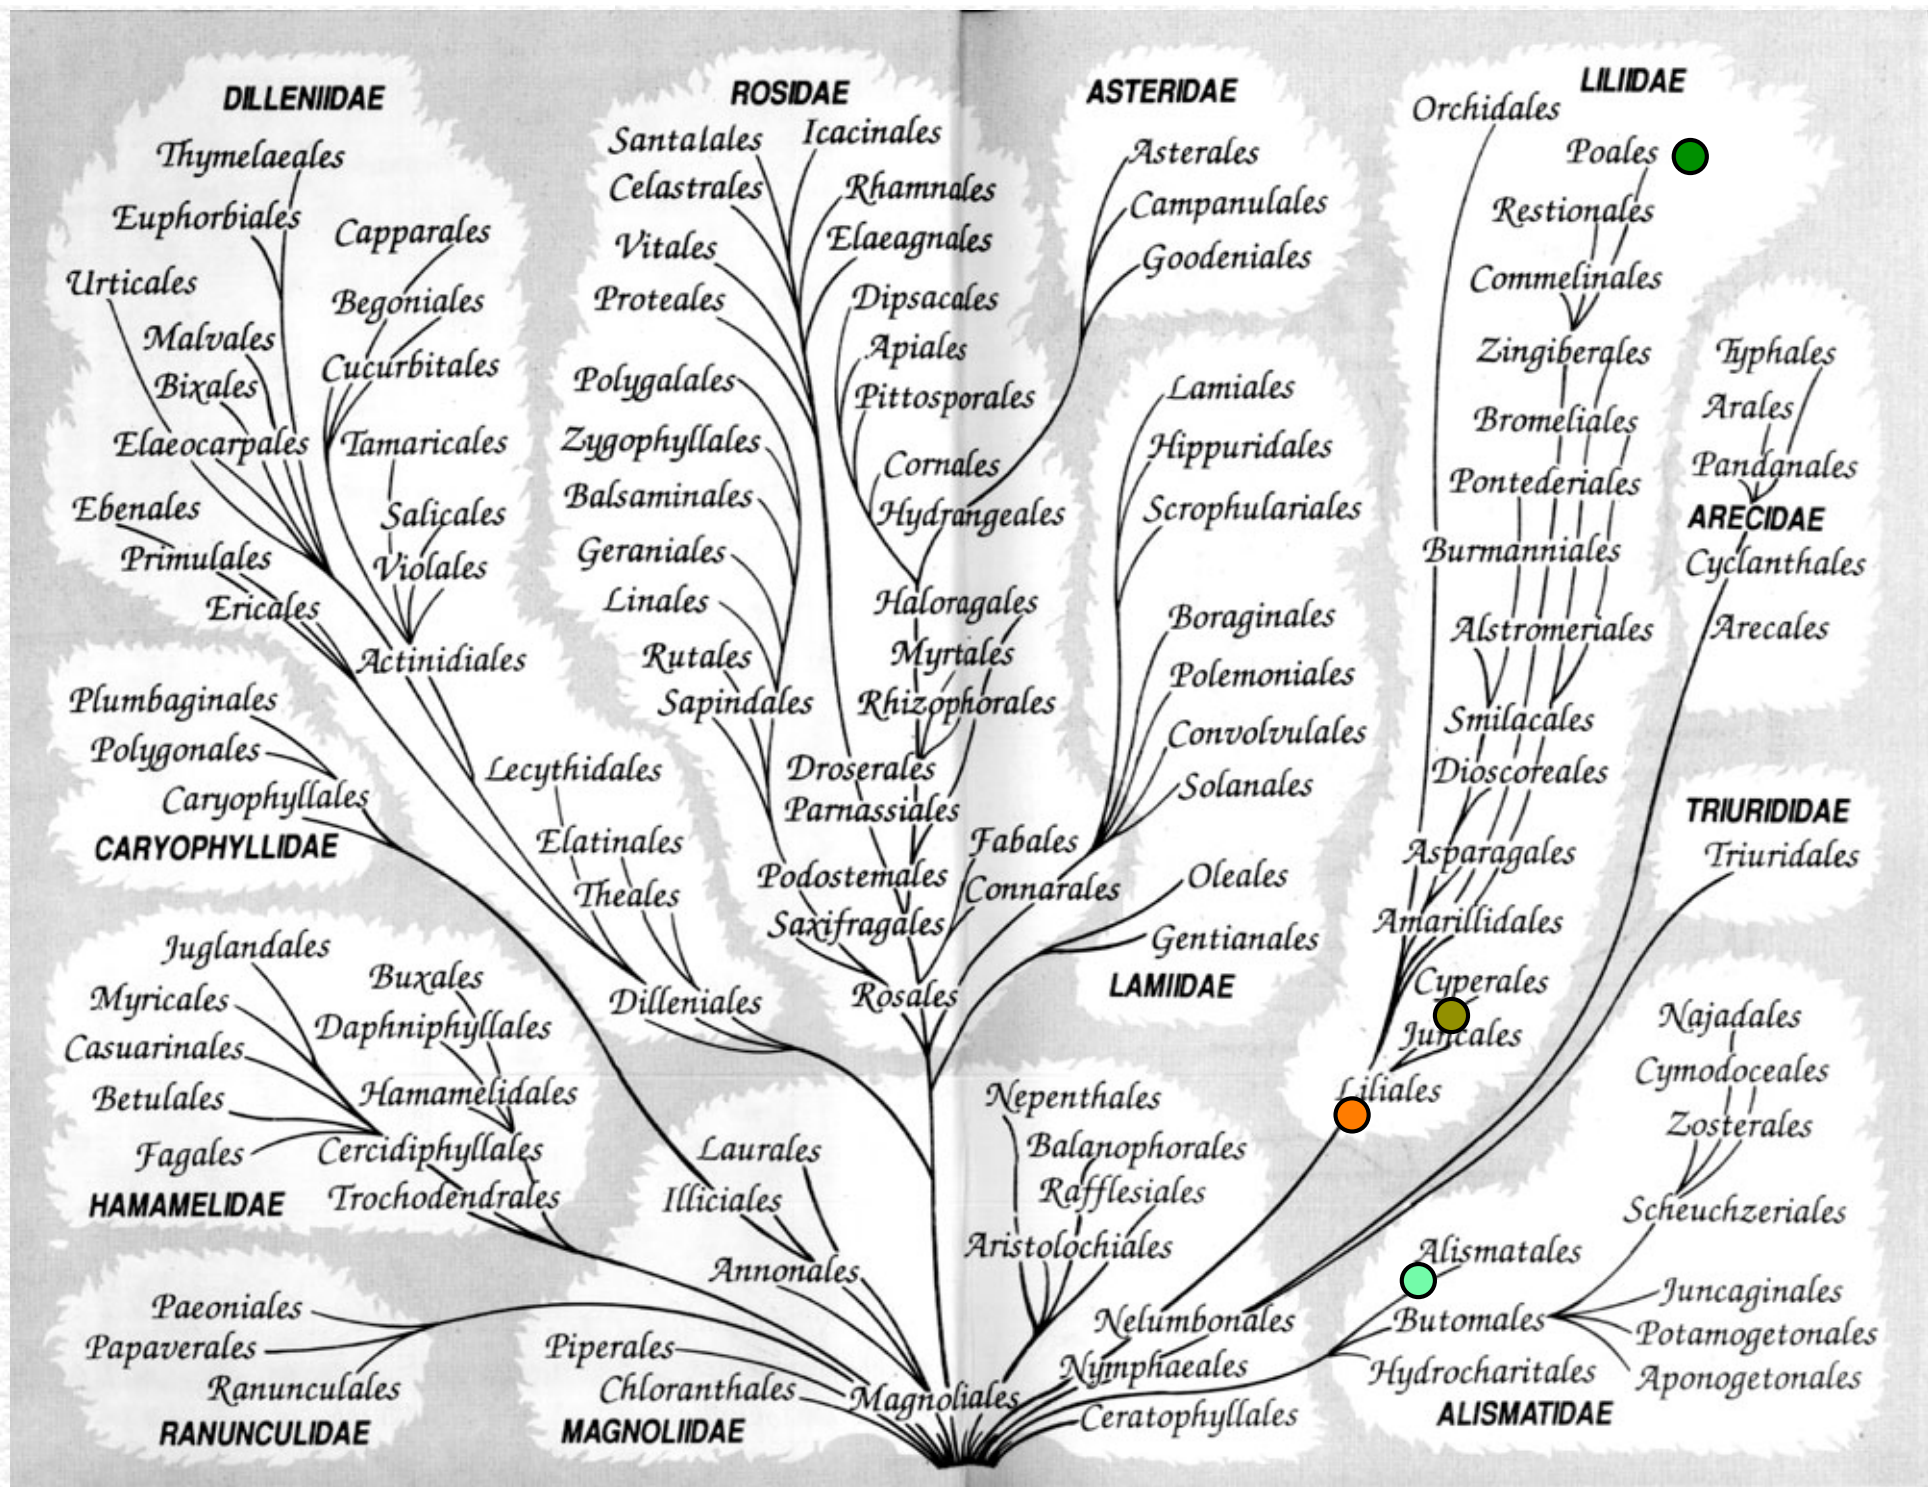 DILLENIIDAE
Thymelaeales
Euphorbiales
Capparales
Urticales
Begoniales
Malvales
Cucurbitales
Bixales
Elaeocarpales
Tamaricales
Ebenales
Salicales
Primulales
Violales
Ericales
Actinidiales
Lecythidales
Elatinales
Theales
Dilleniales
ROSIDAE
Santalales
Icacinales
Celastrales
Rhamnales
Vitales
Elaeagnales
Proteales
Dipsacales
Apiales
Polygalales
Pittosporales
Zygophyllales
Cornales
Balsaminales
Hydrangeales
Geraniales
Linales
Haloragales
Rutales
Myrtales
Sapindales
Rhizophorales
Droserales
Parnassiales
Fabales
Podostemales
Connarales
Saxifragales
Rosales
ASTERIDAE
Asterales
Campanulales
Goodeniales
Lamiales
Hippuridales
Scrophulariales
Boraginales
Polemoniales
Convolvulales
Solanales
Oleales
Gentianales
LAMIIDAE
LILIIDAE
Orchidales
Poales
Restionales
Commelinales
Zingiberales
Bromeliales
Pontederiales
Burmanniales
Alstromeriales
Smilacales
Dioscoreales
Asparagales
Amarillidales
Cyperales
Juncales
Liliales
Typhales
Arales
Pandanales
ARECIDAE
Cyclanthales
Arecales
TRIURIDIDAE
Triuridales
Plumbaginales
Polygonales
Caryophyllales
CARYOPHYLLIDAE
Juglandales
Buxales
Myricales
Daphniphyllales
Casuarinales
Hamamelidales
Betulales
Cercidiphyllales
Fagales
Trochodendrales
HAMAMELIDAE
Paeoniales
Papaverales
Ranunculales
RANUNCULIDAE
Laurales
Illiciales
Annonales
Piperales
Chloranthales
Magnoliales
MAGNOLIIDAE
Nepenthales
Balanophorales
Rafflesiales
Aristolochiales
Nelumbonales
Nymphaeales
Ceratophyllales
Najadales
Cymodoceales
Zosterales
Scheuchzeriales
Alismatales
Juncaginales
Butomales
Potamogetonales
Hydrocharitales
Aponogetonales
ALISMATIDAE